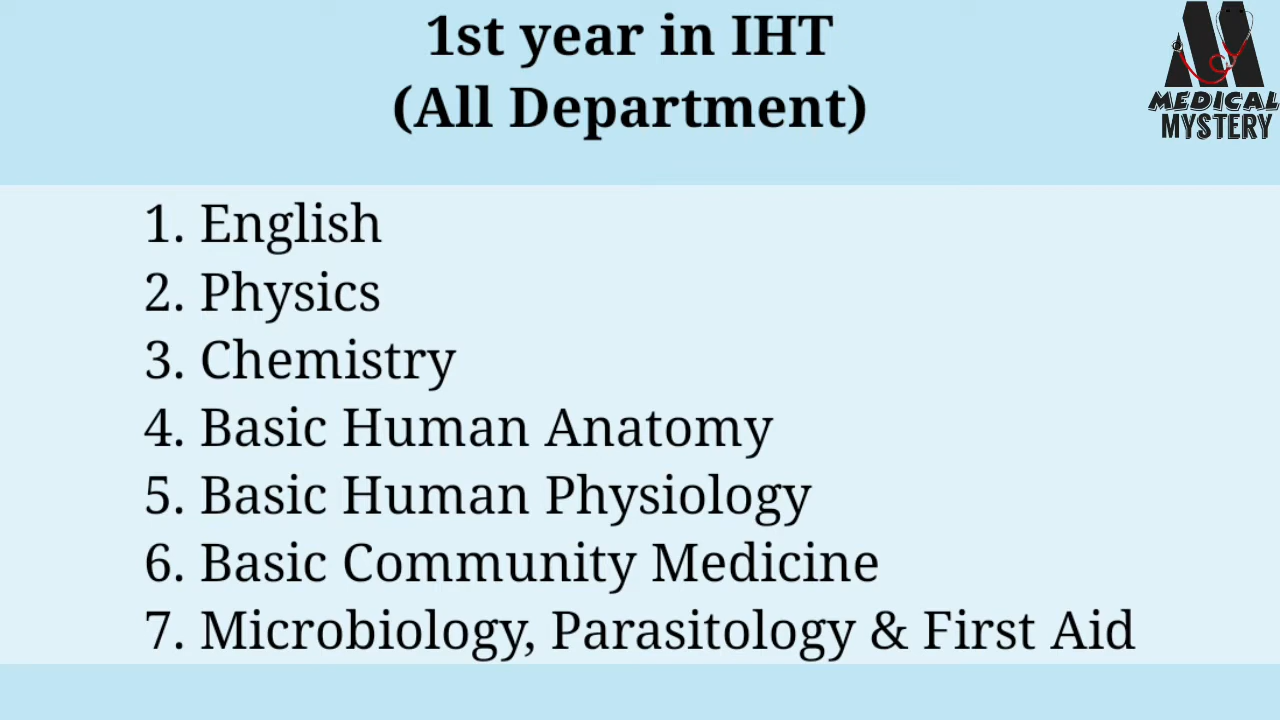 1st year in IHT
(All Department)
MEDICAL
MYSTERY
1. English
2. Physics
3. Chemistry
4. Basic Human Anatomy
5. Basic Human Physiology
6. Basic Community Medicine
7. Microbiology, Parasitology & First Aid